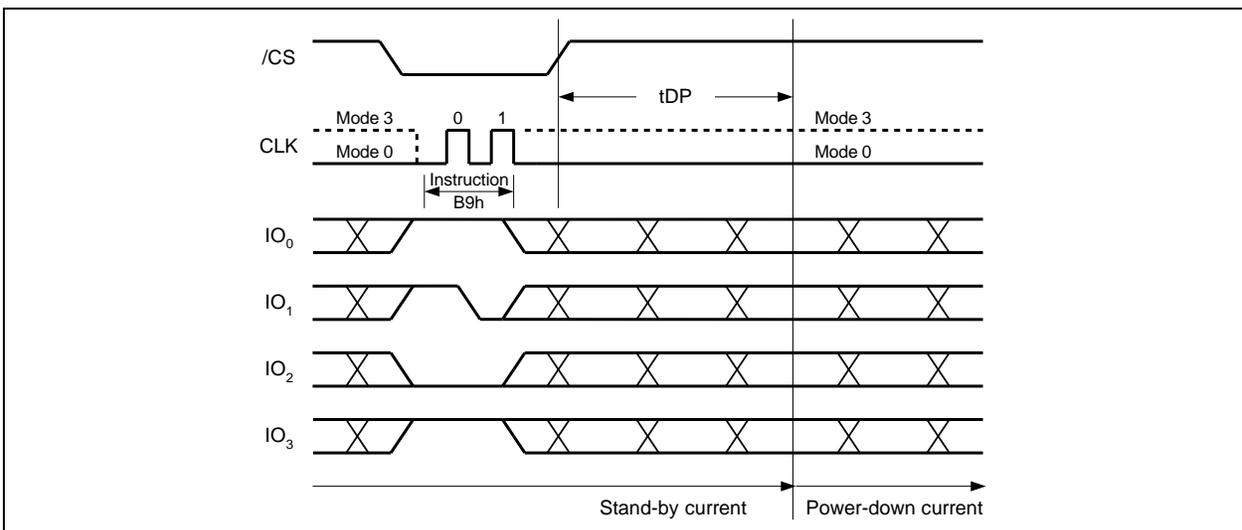 /CS
tDP
Mode 3 0 1 Mode 3
CLK
Mode 0 Mode 0
Instruction
B9h
IO0
IO1
IO2
IO3
Stand-by current Power-down current